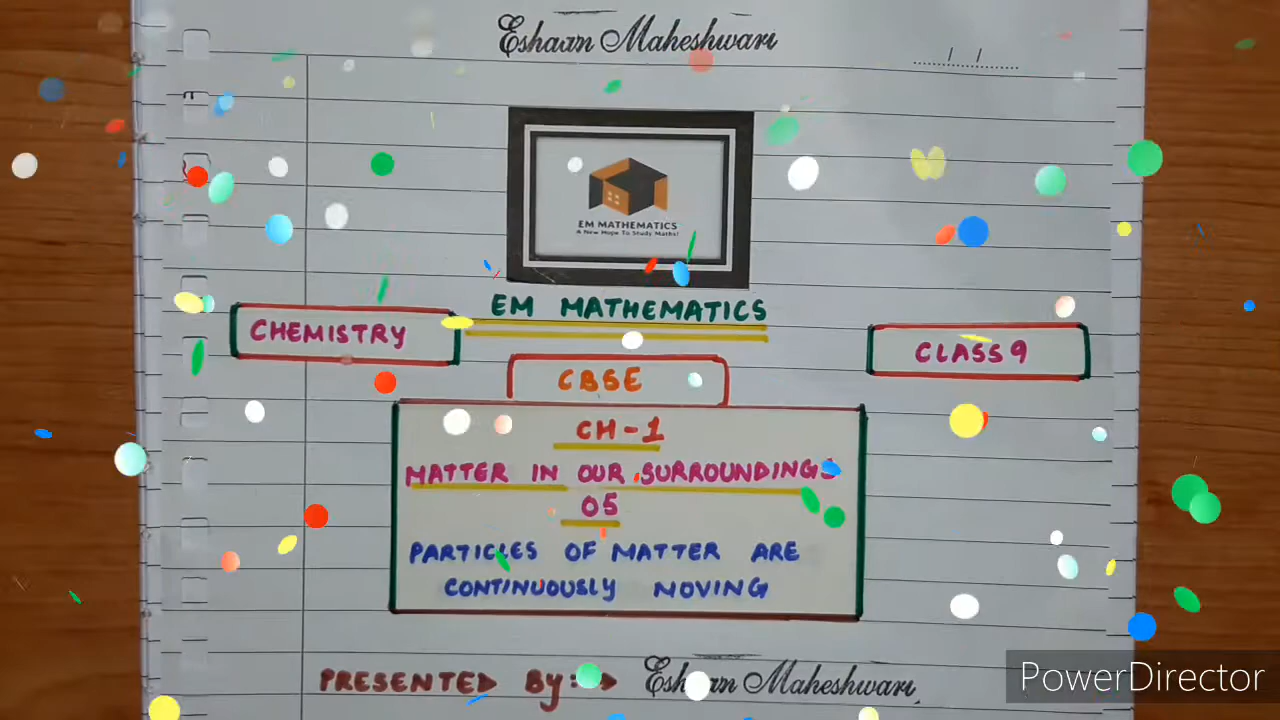 Eshaan Maheshwari
...../...../.....
EM MATHEMATICS
A New Hope To Study Maths!
EM MATHEMATICS
CHEMISTRY
CLASS 9
CBSE
CH-1
MATTER IN OUR SURROUNDINGS
05
PARTICLES OF MATTER ARE
CONTINUOUSLY MOVING
PRESENTED BY:→ Eshaan Maheshwari
PowerDirector